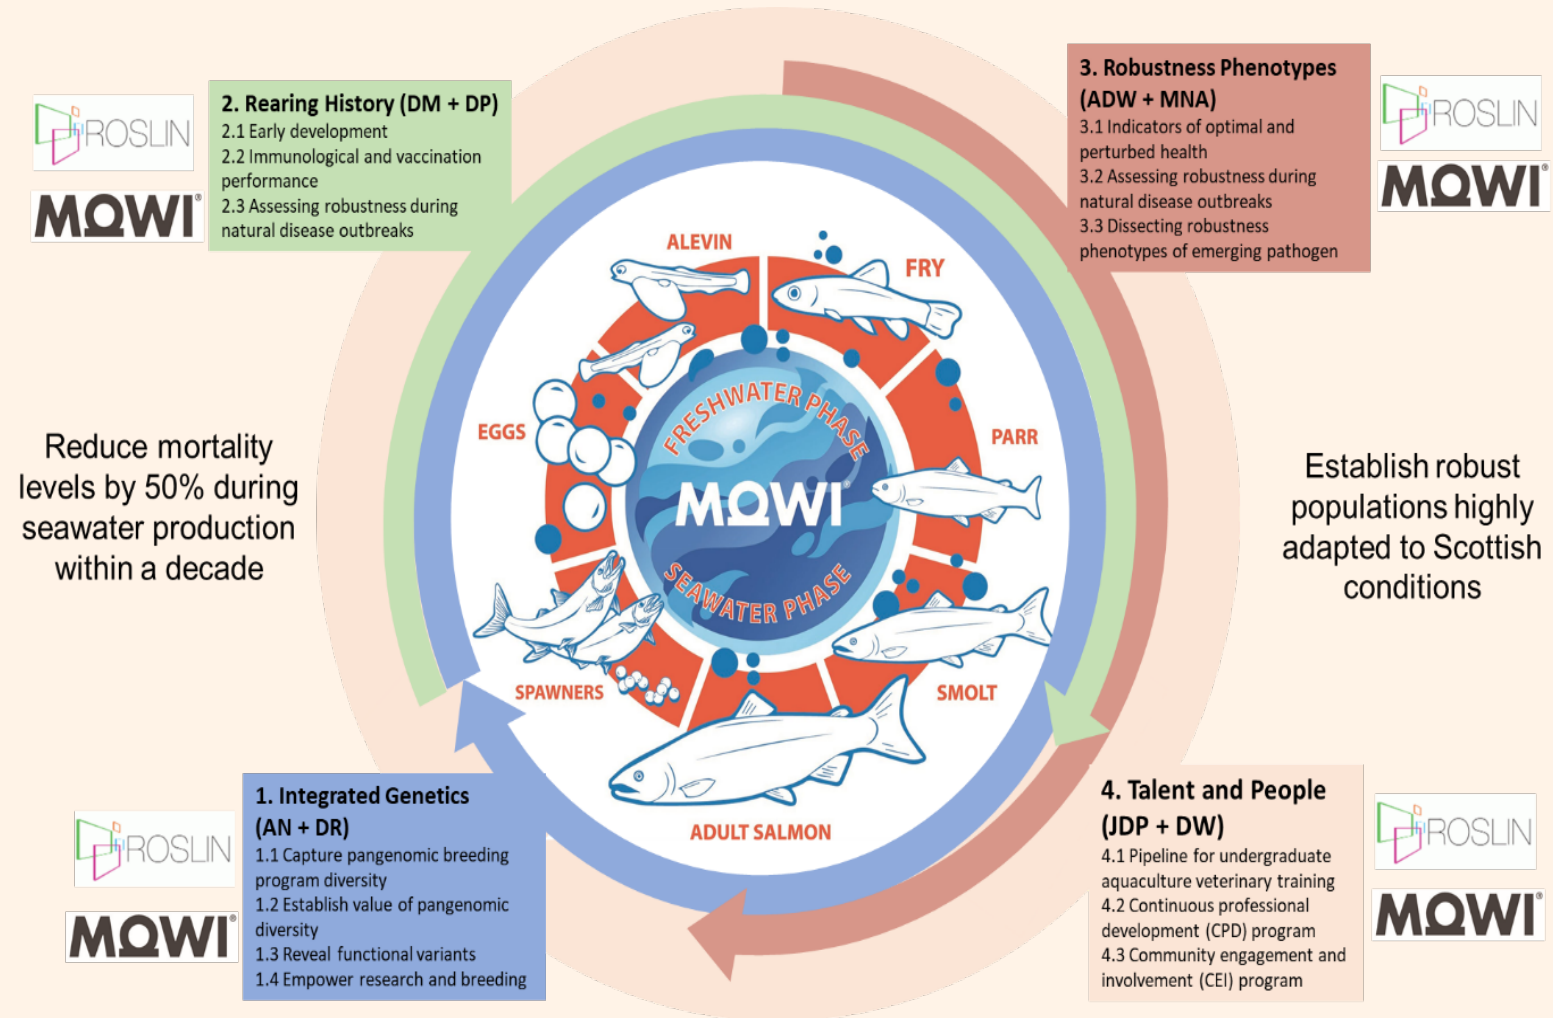 2. Rearing History (DM + DP)
2.1 Early development
2.2 Immunological and vaccination
performance
2.3 Assessing robustness during
natural disease outbreaks
ROSLIN
MOWI®
3. Robustness Phenotypes
(ADW + MNA)
3.1 Indicators of optimal and
perturbed health
3.2 Assessing robustness during
natural disease outbreaks
3.3 Dissecting robustness
phenotypes of emerging pathogen
ROSLIN
MOWI®
ALEVIN
FRY
EGGS
PARR
FRESHWATER PHASE
MOWI®
SEAWATER PHASE
SPAWNERS
SMOLT
ADULT SALMON
Reduce mortality
levels by 50% during
seawater production
within a decade
Establish robust
populations highly
adapted to Scottish
conditions
1. Integrated Genetics
(AN + DR)
1.1 Capture pangenomic breeding
program diversity
1.2 Establish value of pangenomic
diversity
1.3 Reveal functional variants
1.4 Empower research and breeding
ROSLIN
MOWI®
4. Talent and People
(JDP + DW)
4.1 Pipeline for undergraduate
aquaculture veterinary training
4.2 Continuous professional
development (CPD) program
4.3 Community engagement and
involvement (CEI) program
ROSLIN
MOWI®